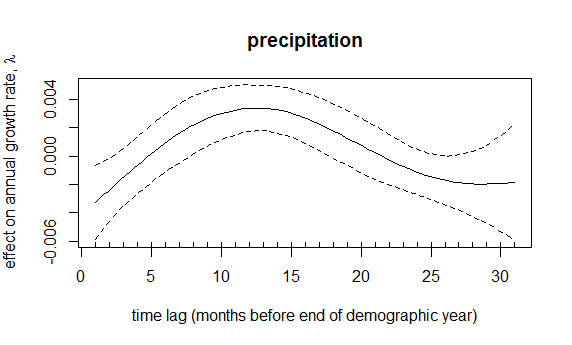 precipitation
effect on annual growth rate, λ
0.004
0.000
-0.006
0 5 10 15 20 25 30
time lag (months before end of demographic year)